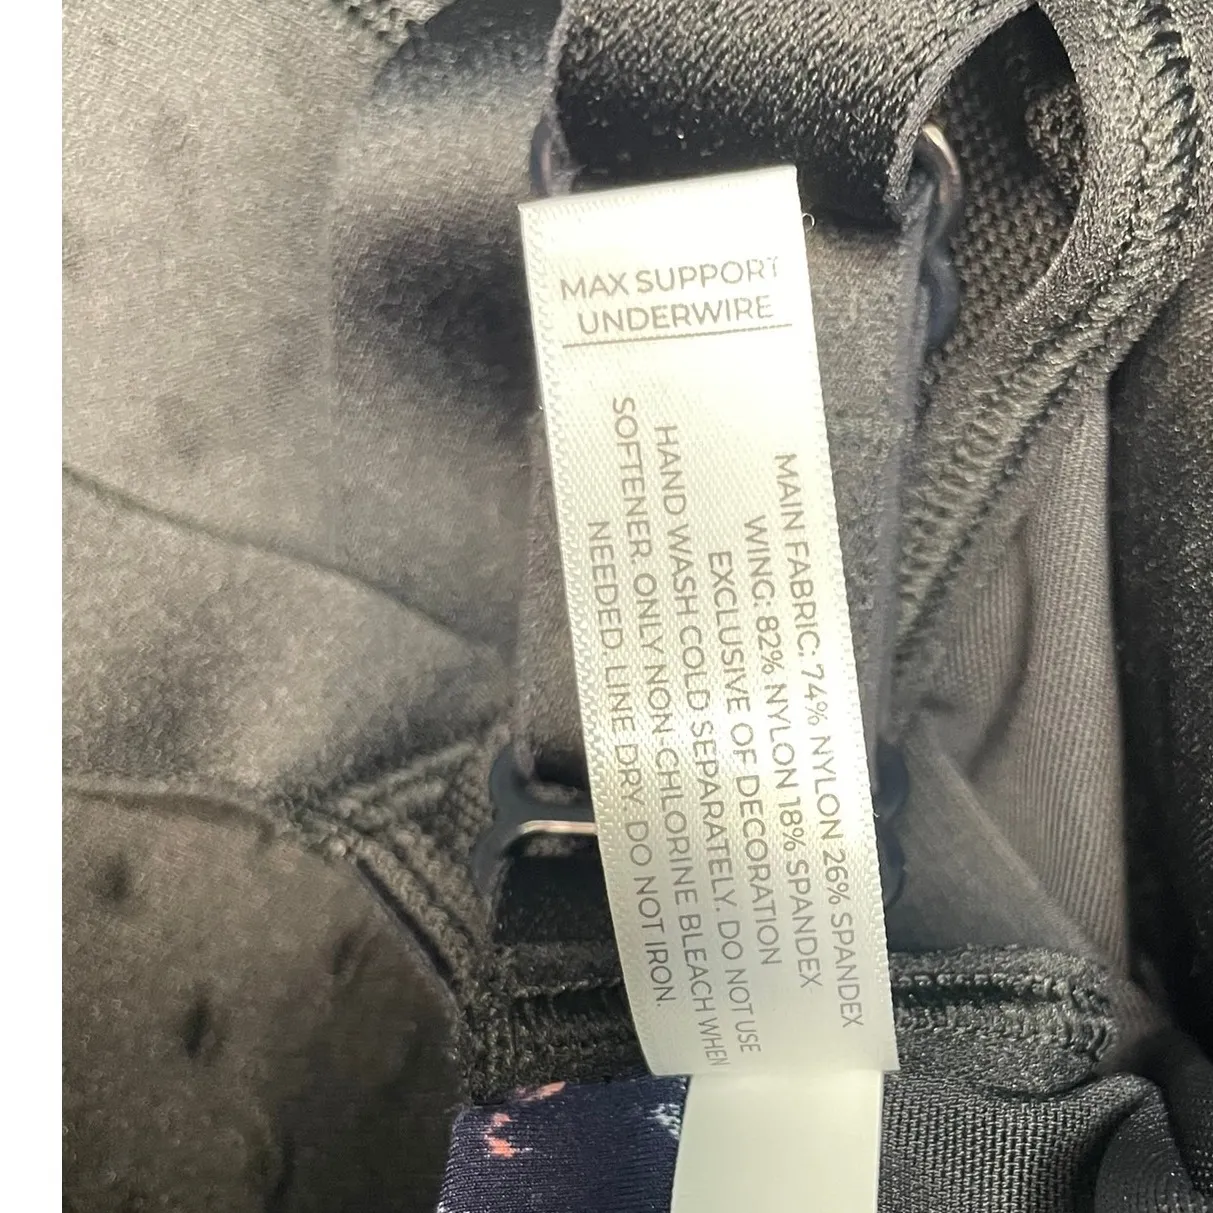 MAX SUPPORT
UNDERWIRE
MAIN FABRIC: 74% NYLON 26% SPANDEX
WING: 82% NYLON 18% SPANDEX
EXCLUSIVE OF DECORATION
HAND WASH COLD SEPARATELY. DO NOT USE
SOFTENER. ONLY NON-CHLORINE BLEACH WHEN
NEEDED. LINE DRY. DO NOT IRON.